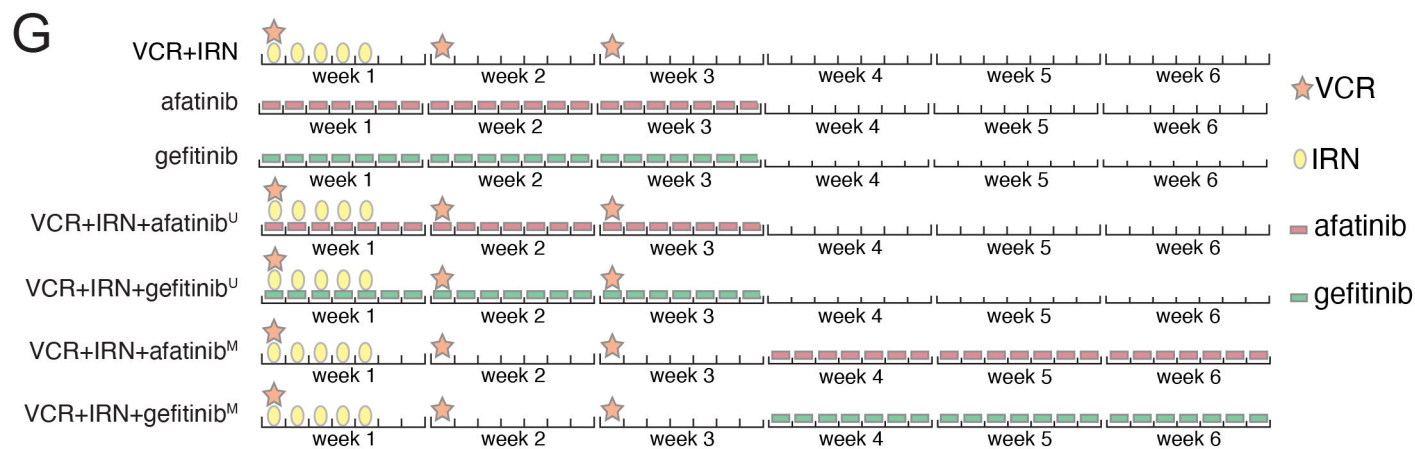 G
VCR+IRN
week 1 week 2 week 3 week 4 week 5 week 6
afatinib
week 1 week 2 week 3 week 4 week 5 week 6
gefitinib
week 1 week 2 week 3 week 4 week 5 week 6
VCR+IRN+afatinibᵁ
week 1 week 2 week 3 week 4 week 5 week 6
VCR+IRN+gefitinibᵁ
week 1 week 2 week 3 week 4 week 5 week 6
VCR+IRN+afatinibᴹ
week 1 week 2 week 3 week 4 week 5 week 6
VCR+IRN+gefitinibᴹ
week 1 week 2 week 3 week 4 week 5 week 6
VCR
IRN
afatinib
gefitinib